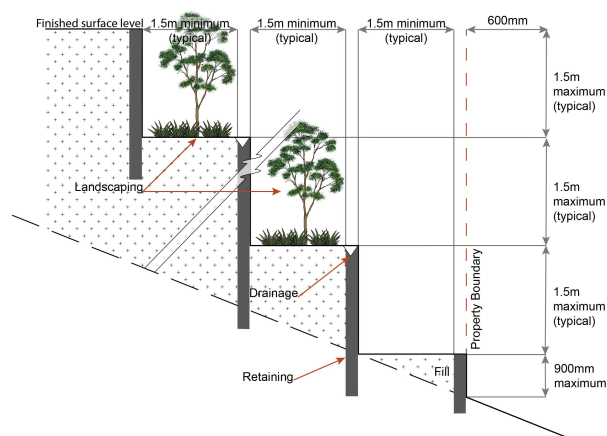 Finished surface level
1.5m minimum
(typical)
1.5m minimum
(typical)
1.5m minimum
(typical)
600mm
1.5m
maximum
(typical)
Landscaping
1.5m
maximum
(typical)
Drainage
Property Boundary
1.5m
maximum
(typical)
Retaining
Fill
900mm
maximum